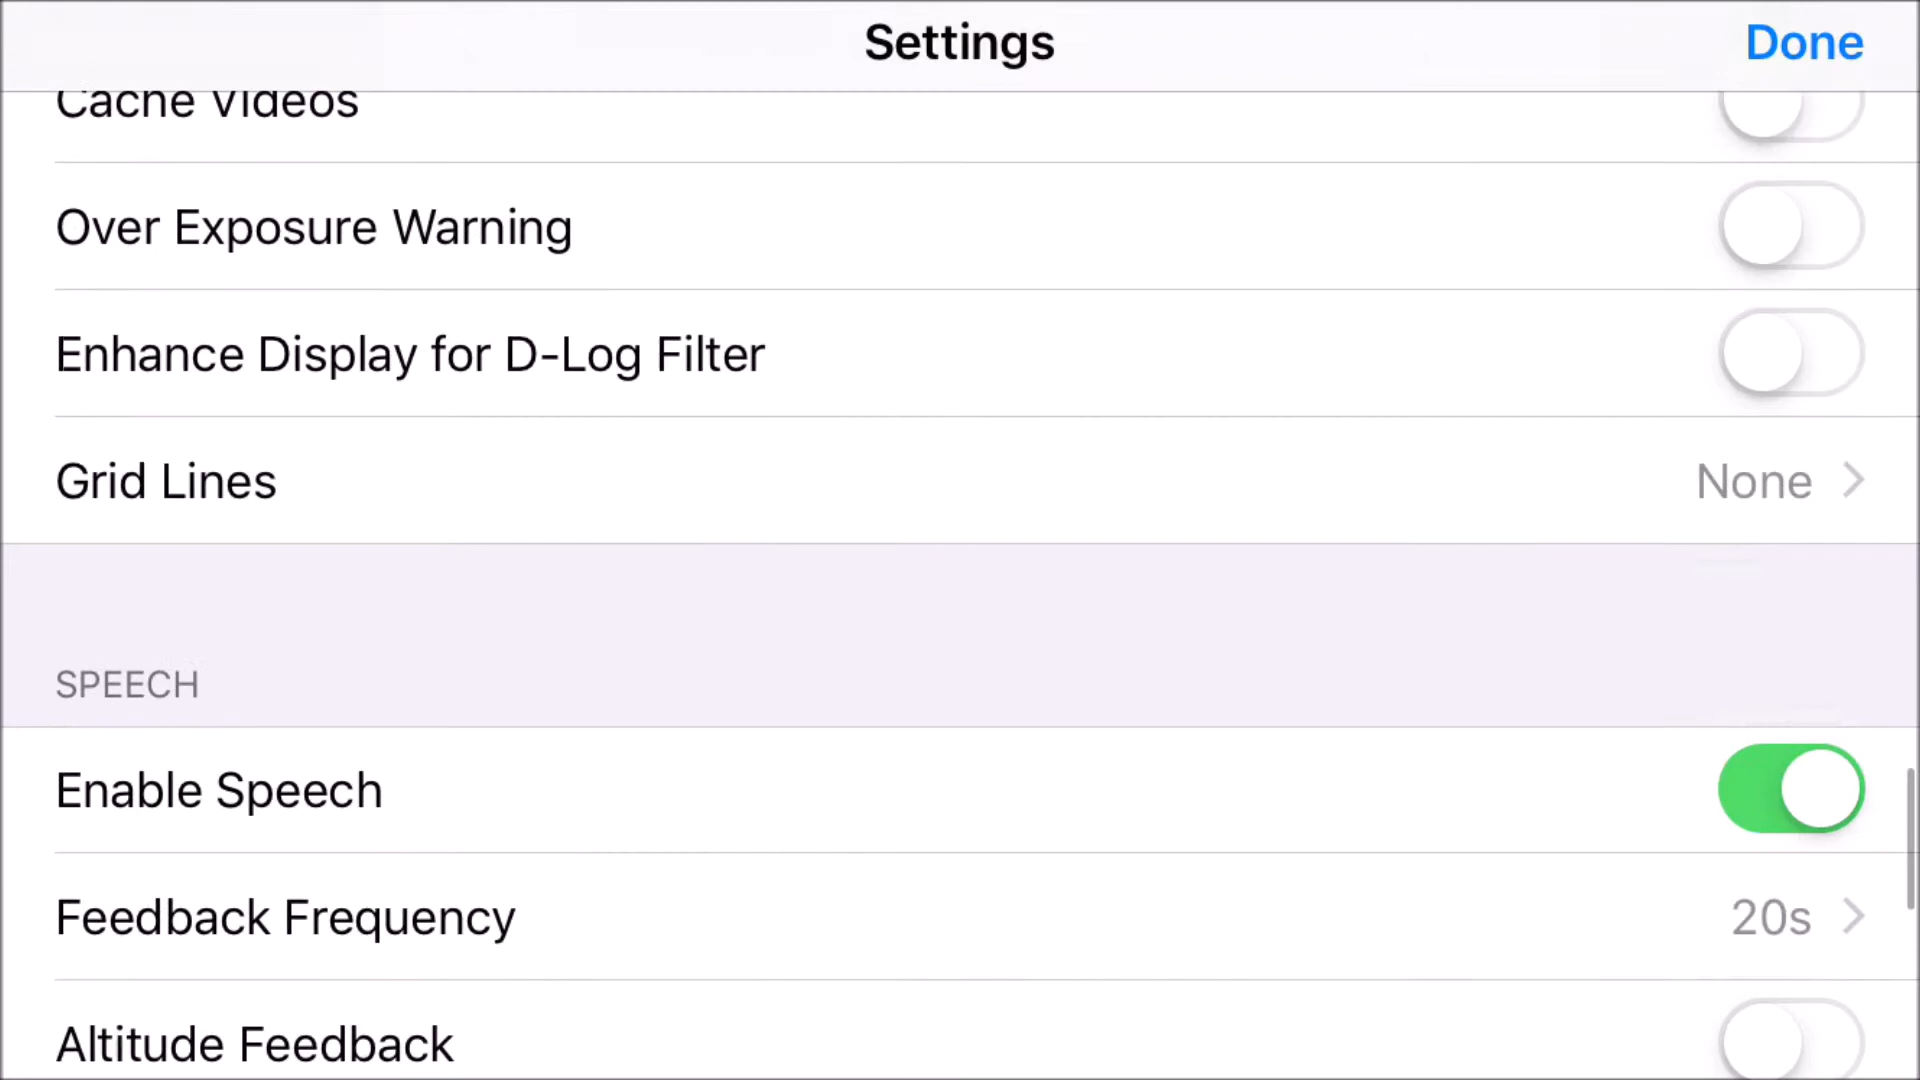 Settings
Done
Cache Videos
Over Exposure Warning
Enhance Display for D-Log Filter
Grid Lines
None
SPEECH
Enable Speech
Feedback Frequency
20s
Altitude Feedback